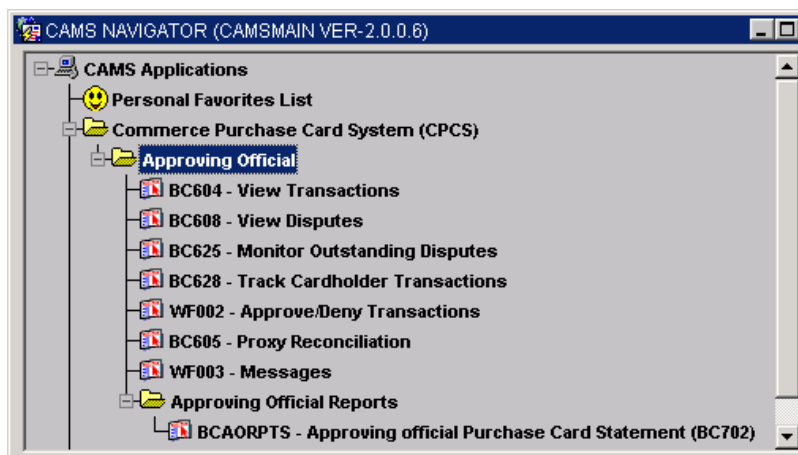 CAMS NAVIGATOR (CAMSMAIN VER-2.0.0.6)
CAMS Applications
Personal Favorites List
Commerce Purchase Card System (CPCS)
Approving Official
BC604 - View Transactions
BC608 - View Disputes
BC625 - Monitor Outstanding Disputes
BC628 - Track Cardholder Transactions
WF002 - Approve/Deny Transactions
BC605 - Proxy Reconciliation
WF003 - Messages
Approving Official Reports
BCAORPTS - Approving official Purchase Card Statement (BC702)